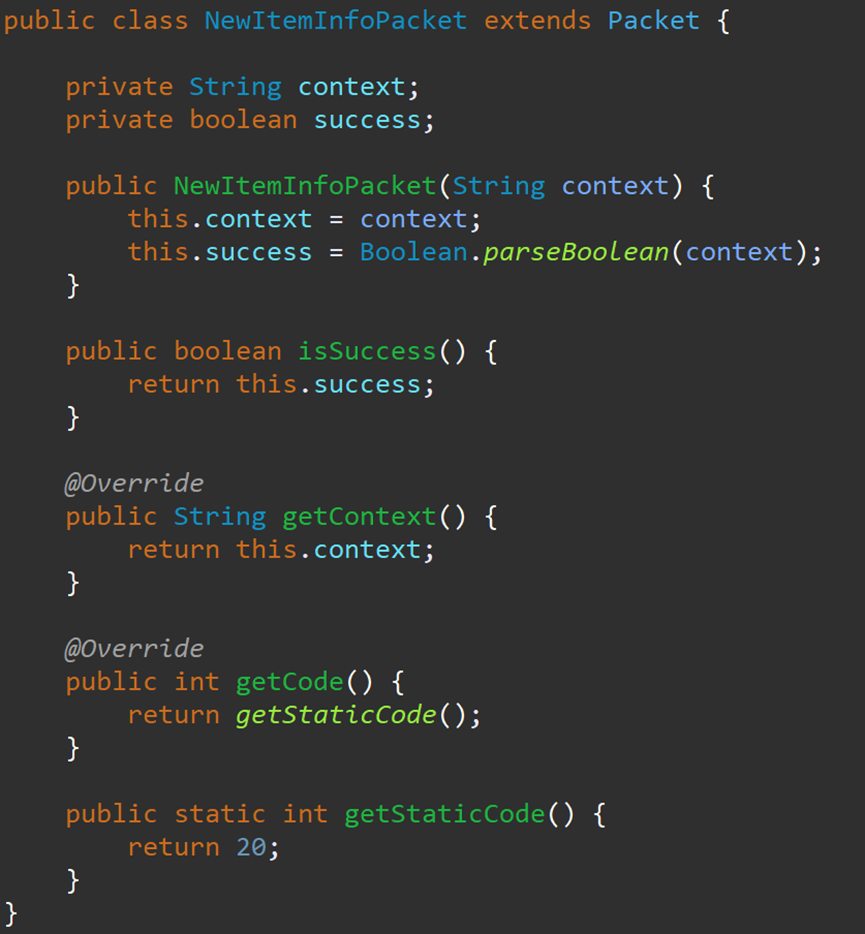 public class NewItemInfoPacket extends Packet {
private String context;
private boolean success;
public NewItemInfoPacket(String context) {
this.context = context;
this.success = Boolean.parseBoolean(context);
}
public boolean isSuccess() {
return this.success;
}
@Override
public String getContext() {
return this.context;
}
@Override
public int getCode() {
return getStaticCode();
}
public static int getStaticCode() {
return 20;
}
}